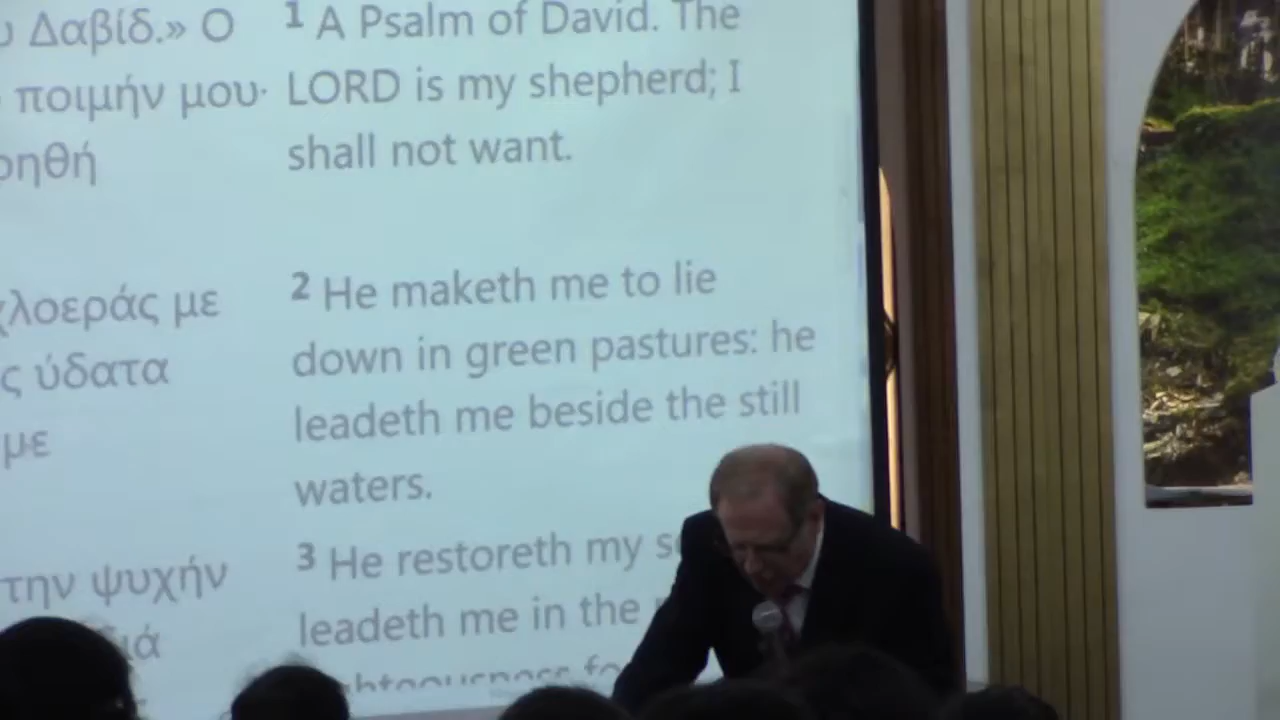 Δαβίδ.» Ο
ποιμήν μου·
χλοεράς με
ύδατα
με
την ψυχήν
1 A Psalm of David. The
LORD is my shepherd; I
shall not want.
2 He maketh me to lie
down in green pastures: he
leadeth me beside the still
waters.
3 He restoreth my
leadeth me in the